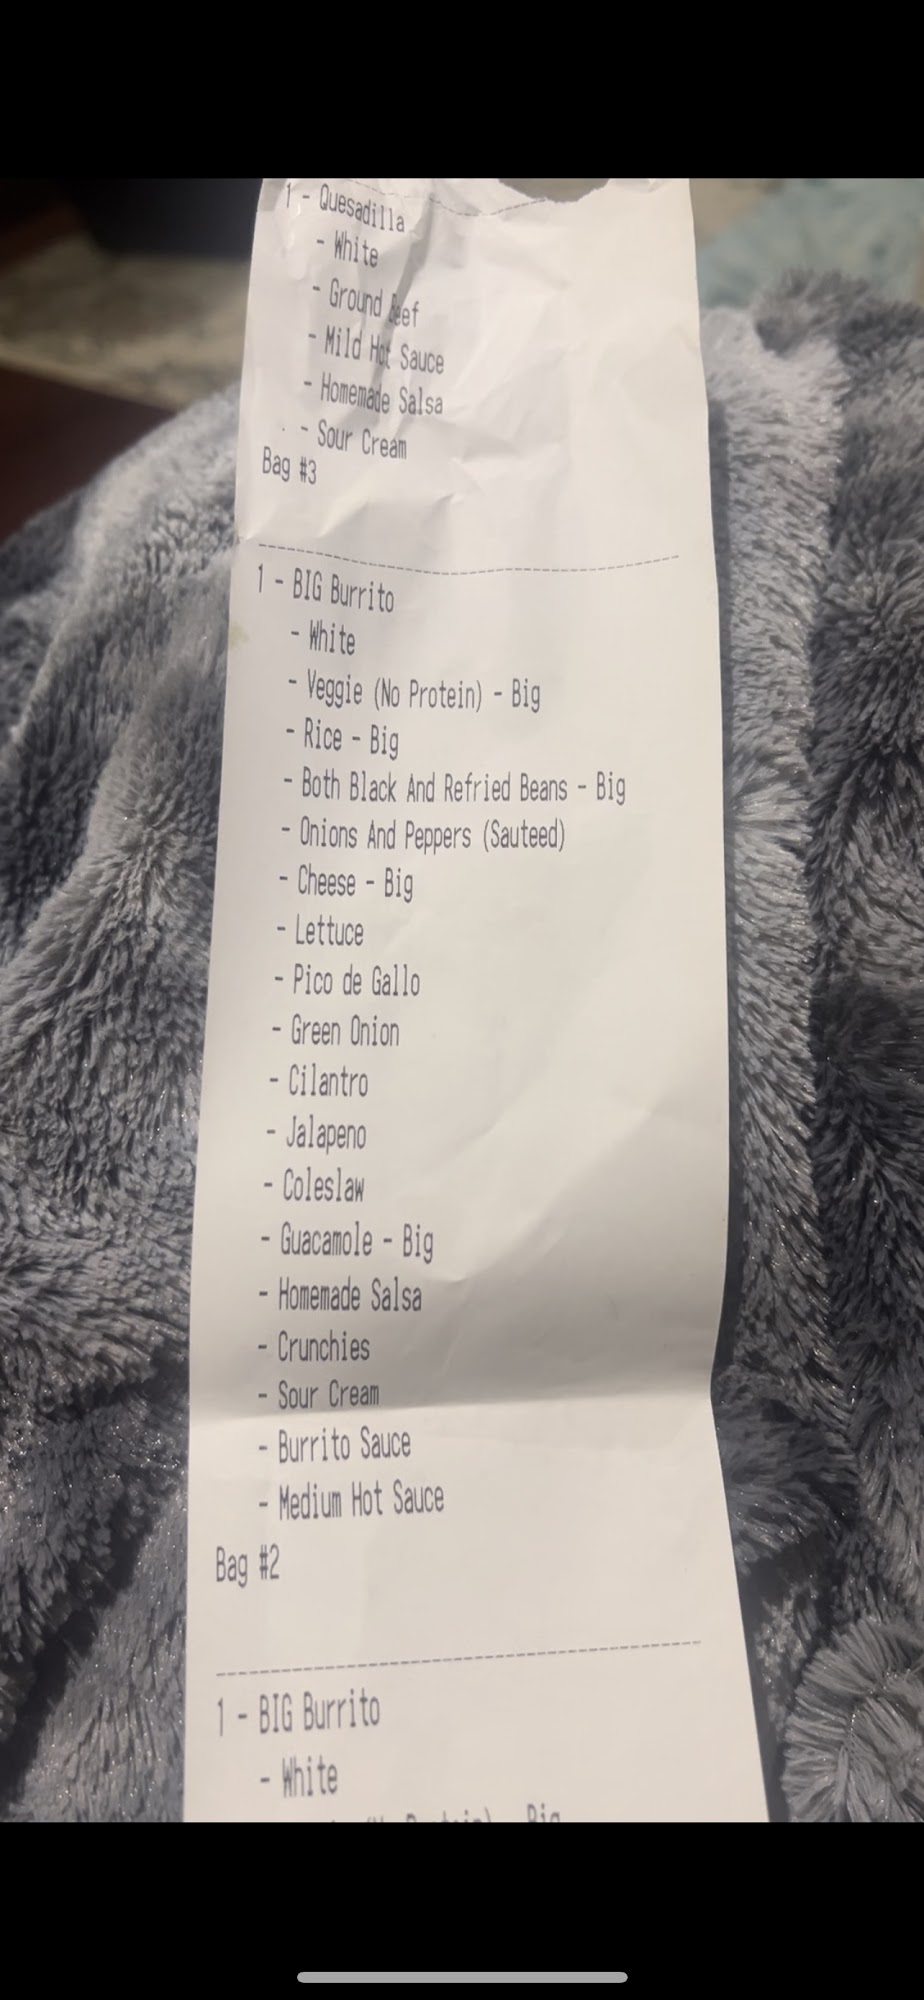 1 - Quesadilla
- White
- Ground Beef
- Mild Hot Sauce
- Homemade Salsa
- Sour Cream
Bag #3
1 - BIG Burrito
- White
- Veggie (No Protein) - Big
- Rice - Big
- Both Black And Refried Beans - Big
- Onions And Peppers (Sauteed)
- Cheese - Big
- Lettuce
- Pico de Gallo
- Green Onion
- Cilantro
- Jalapeno
- Coleslaw
- Guacamole - Big
- Homemade Salsa
- Crunchies
- Sour Cream
- Burrito Sauce
- Medium Hot Sauce
Bag #2
1 - BIG Burrito
- White
- Big